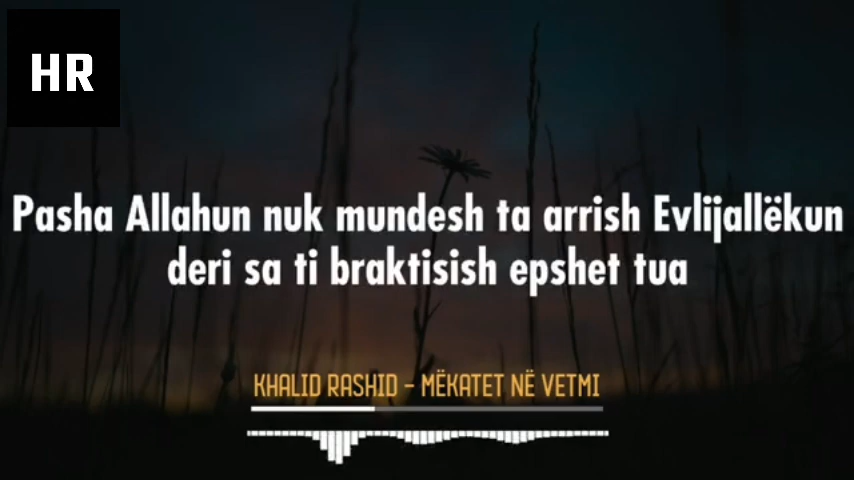 HR
Pasha Allahun nuk mundesh ta arrish Evlijallëkun
deri sa ti braktisish epshet tua
KHALID RASHID - MËKATET NË VETMI